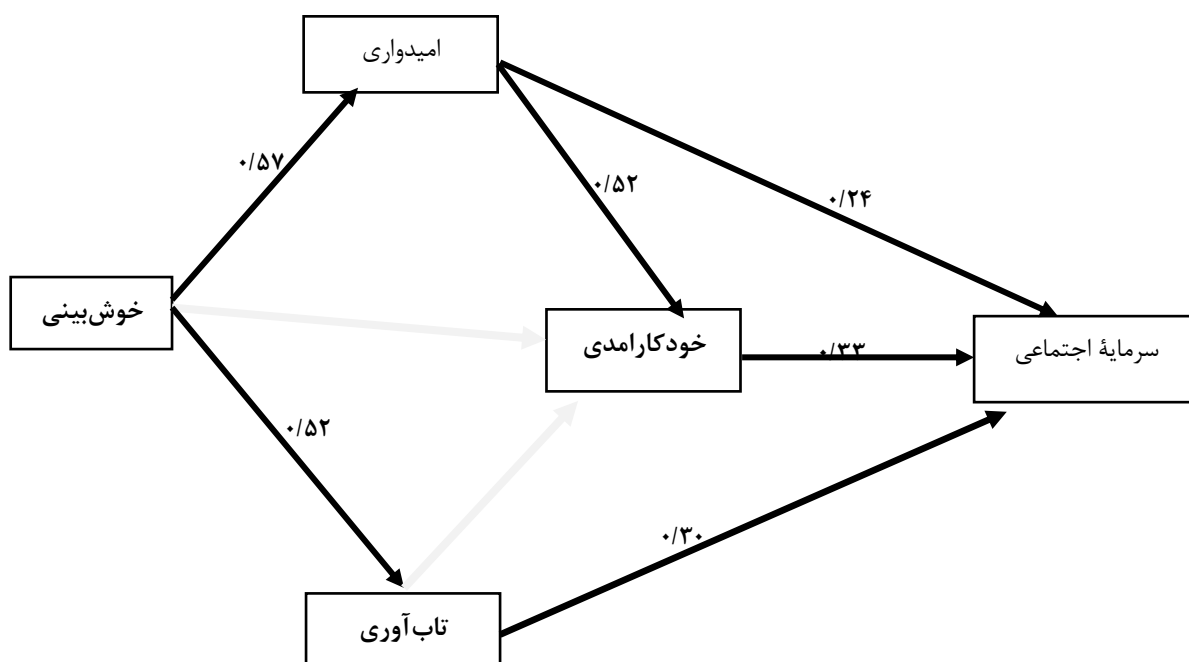 امیدواری
۰/۵۷
۰/۵۲
۰/۲۴
خوش‌بینی
خودکارامدی
۰/۳۳
سرمایۀ اجتماعی
۰/۵۲
۰/۳۰
تاب‌آوری